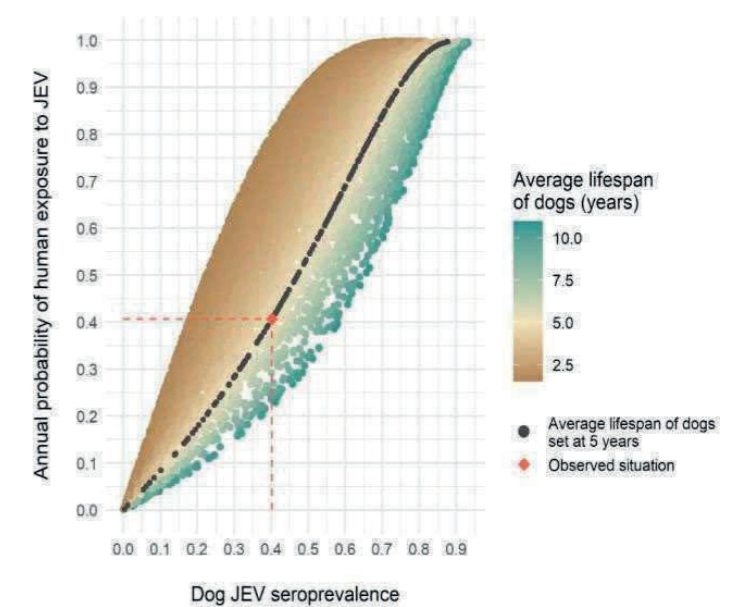 Annual probability of human exposure to JEV
1.0
0.9
0.8
0.7
0.6
0.5
0.4
0.3
0.2
0.1
0.0
0.0 0.1 0.2 0.3 0.4 0.5 0.6 0.7 0.8 0.9
Dog JEV seroprevalence
Average lifespan
of dogs (years)
10.0
7.5
5.0
2.5
Average lifespan of dogs
set at 5 years
Observed situation